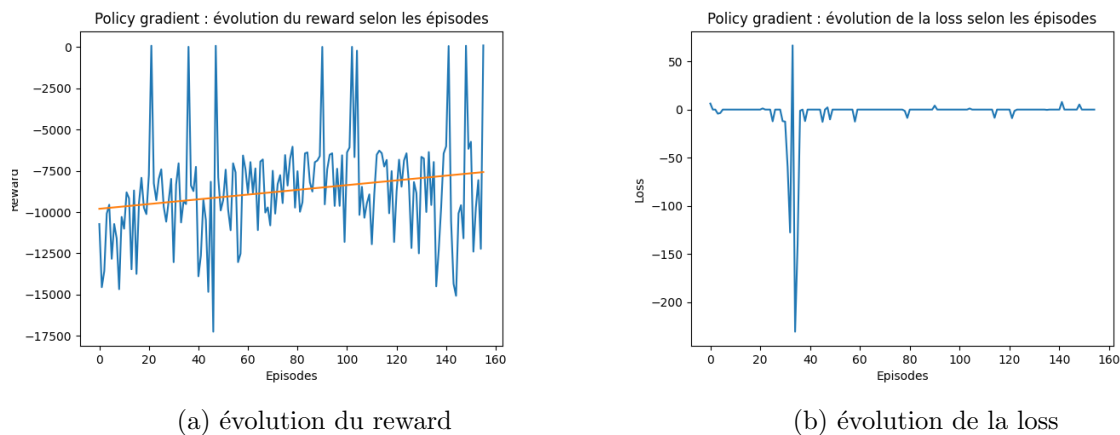 Policy gradient : évolution du reward selon les épisodes
0
−2500
−5000
−7500
−10000
−12500
−15000
−17500
Reward
0 20 40 60 80 100 120 140 160
Episodes
(a) évolution du reward
Policy gradient : évolution de la loss selon les épisodes
50
0
−50
−100
−150
−200
Loss
0 20 40 60 80 100 120 140 160
Episodes
(b) évolution de la loss